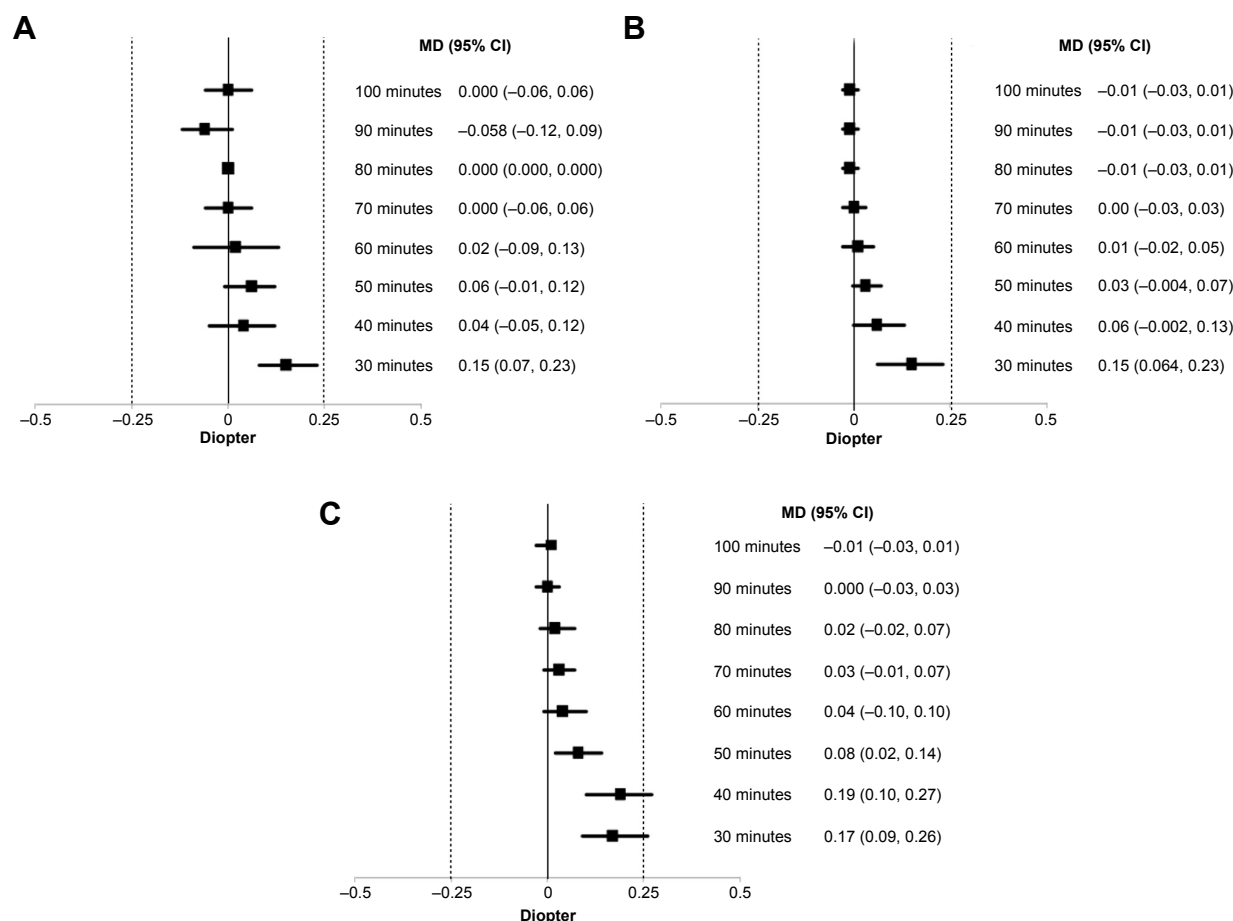 A
MD (95% CI)
100 minutes 0.000 (–0.06, 0.06)
90 minutes –0.058 (–0.12, 0.09)
80 minutes 0.000 (0.000, 0.000)
70 minutes 0.000 (–0.06, 0.06)
60 minutes 0.02 (–0.09, 0.13)
50 minutes 0.06 (–0.01, 0.12)
40 minutes 0.04 (–0.05, 0.12)
30 minutes 0.15 (0.07, 0.23)
–0.5 –0.25 0 0.25 0.5
Diopter
B
MD (95% CI)
100 minutes –0.01 (–0.03, 0.01)
90 minutes –0.01 (–0.03, 0.01)
80 minutes –0.01 (–0.03, 0.01)
70 minutes 0.00 (–0.03, 0.03)
60 minutes 0.01 (–0.02, 0.05)
50 minutes 0.03 (–0.004, 0.07)
40 minutes 0.06 (–0.002, 0.13)
30 minutes 0.15 (0.064, 0.23)
–0.5 –0.25 0 0.25 0.5
Diopter
C
MD (95% CI)
100 minutes –0.01 (–0.03, 0.01)
90 minutes 0.000 (–0.03, 0.03)
80 minutes 0.02 (–0.02, 0.07)
70 minutes 0.03 (–0.01, 0.07)
60 minutes 0.04 (–0.10, 0.10)
50 minutes 0.08 (0.02, 0.14)
40 minutes 0.19 (0.10, 0.27)
30 minutes 0.17 (0.09, 0.26)
–0.5 –0.25 0 0.25 0.5
Diopter